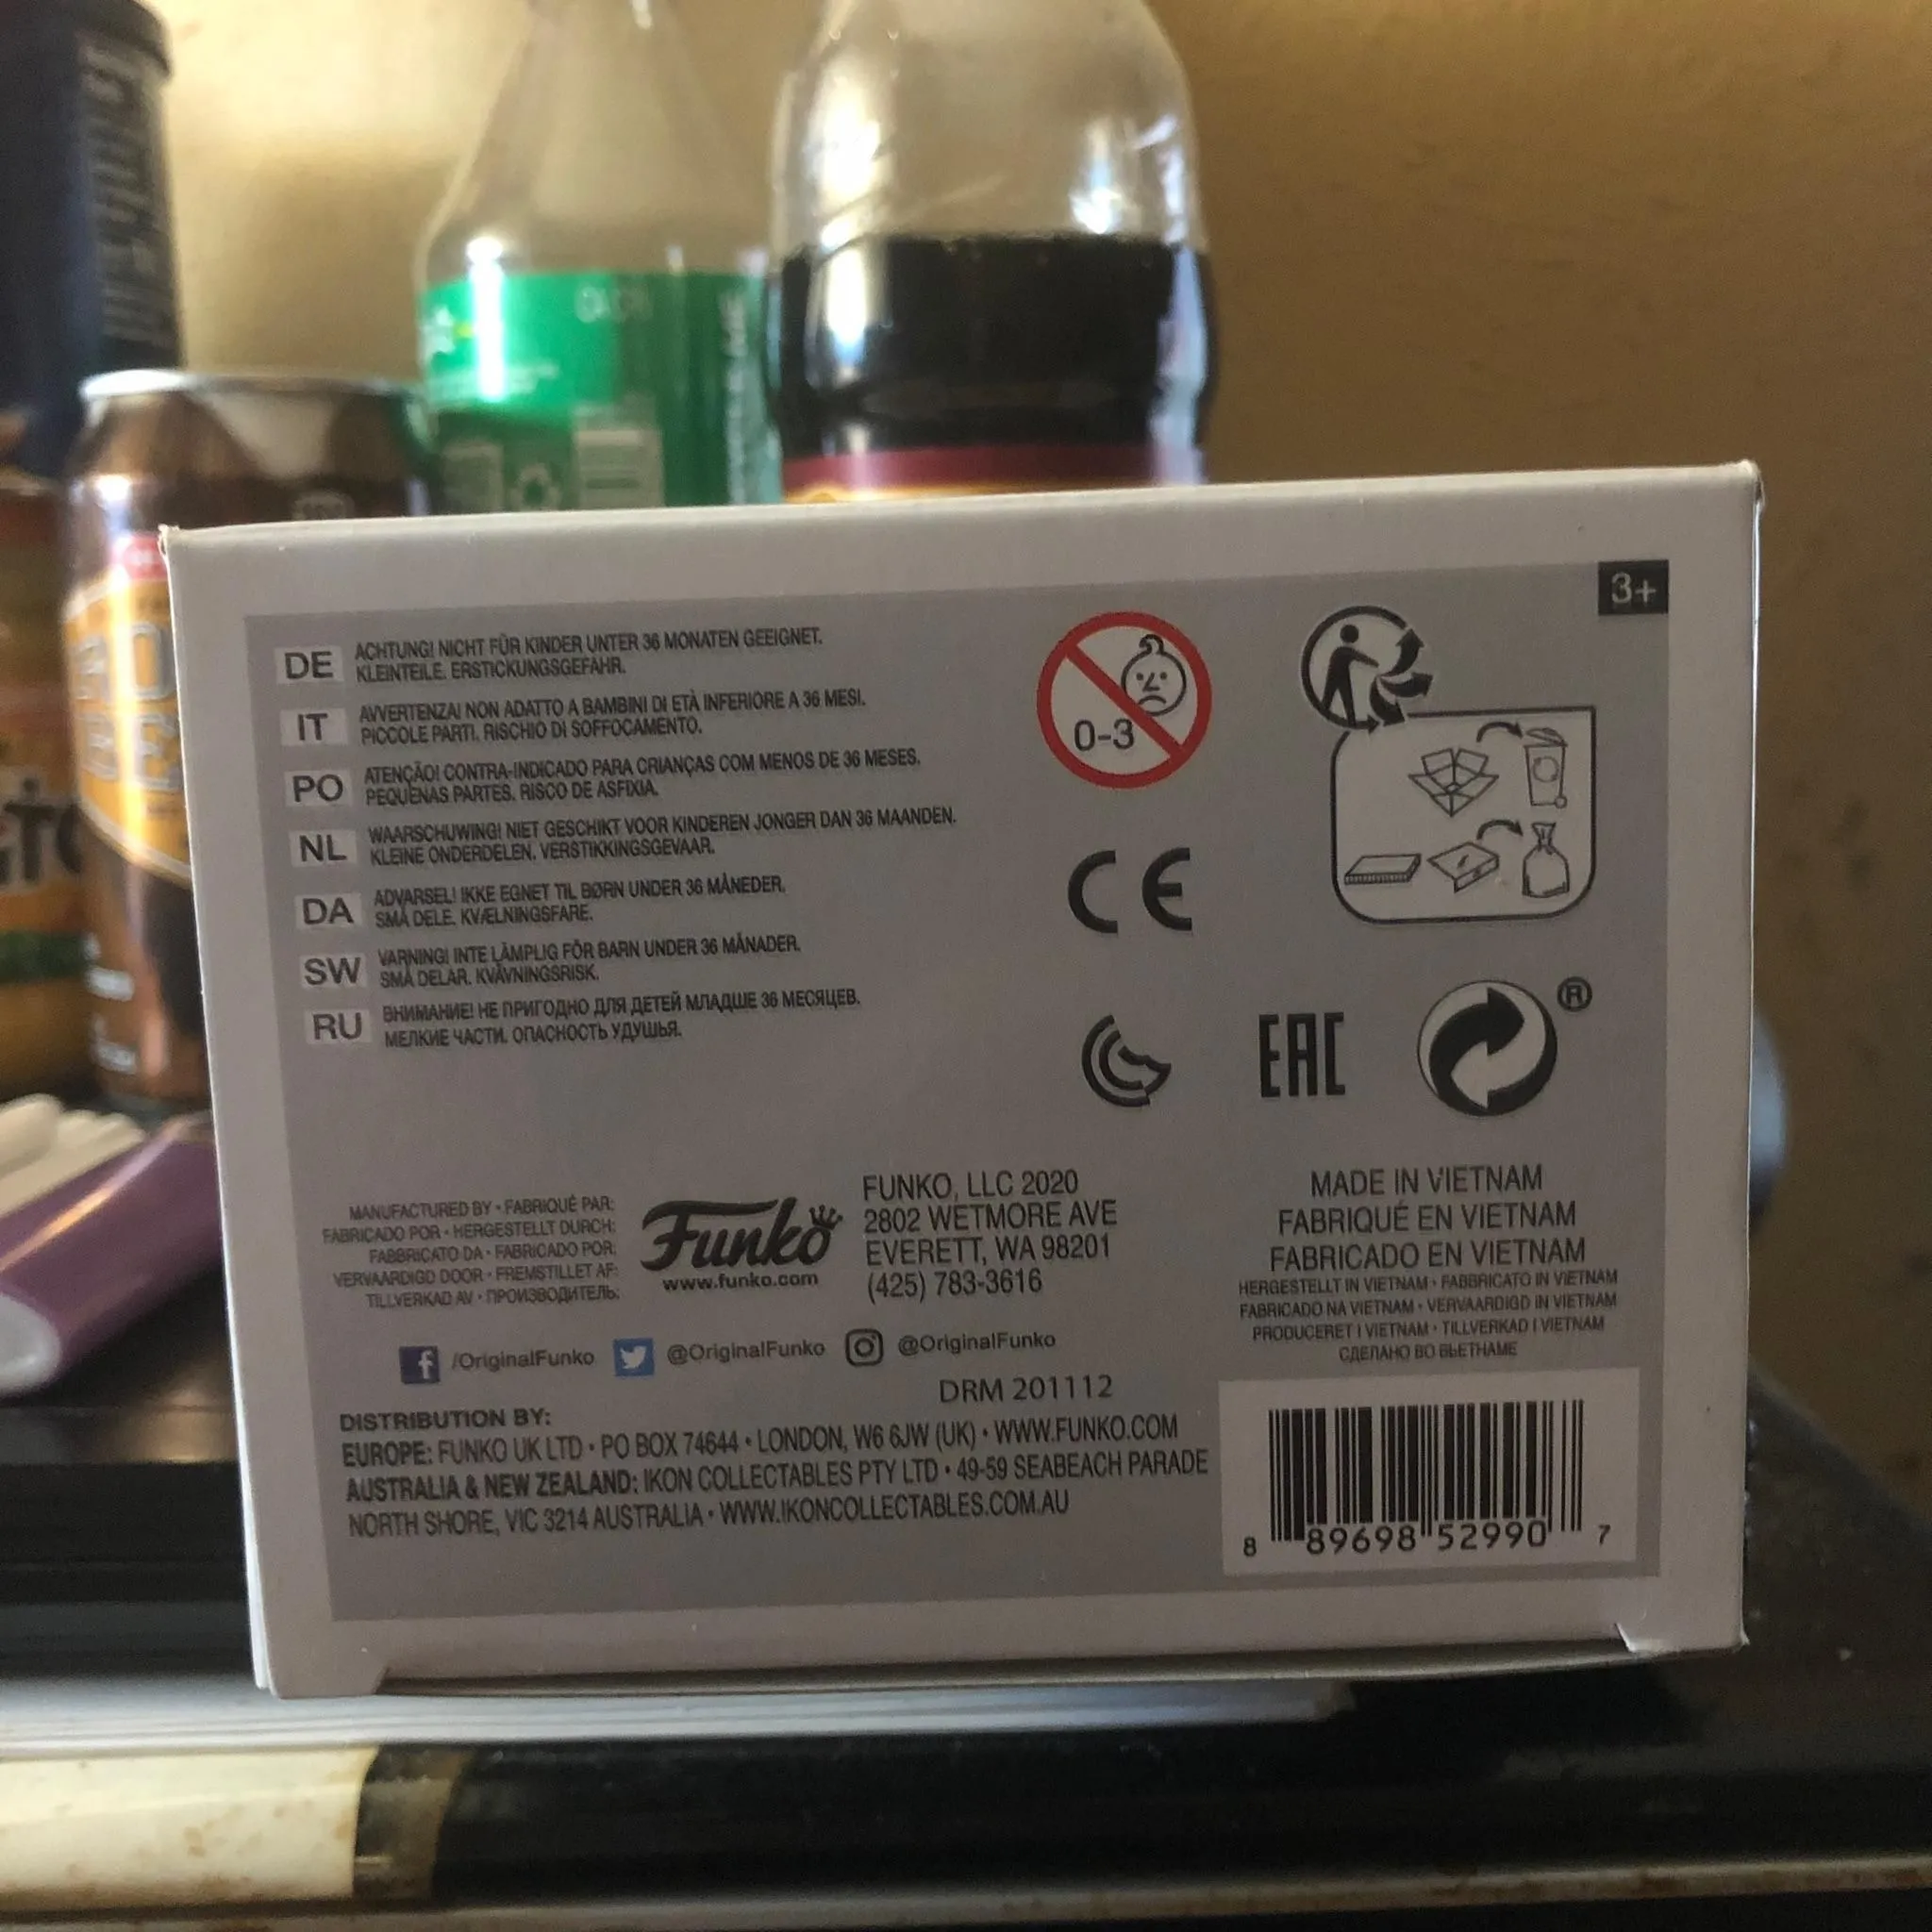 3+
DE
ACHTUNG! NICHT FÜR KINDER UNTER 36 MONATEN GEEIGNET.
KLEINTEILE. ERSTICKUNGSGEFAHR.
IT
AVVERTENZA! NON ADATTO A BAMBINI DI ETÀ INFERIORE A 36 MESI.
PICCOLE PARTI. RISCHIO DI SOFFOCAMENTO.
PO
ATENÇÃO! CONTRA-INDICADO PARA CRIANÇAS COM MENOS DE 36 MESES.
PEQUENAS PARTES. RISCO DE ASFIXIA.
NL
WAARSCHUWING! NIET GESCHIKT VOOR KINDEREN JONGER DAN 36 MAANDEN.
KLEINE ONDERDELEN. VERSTIKKINGSGEVAAR.
DA
ADVARSEL! IKKE EGNET TIL BØRN UNDER 36 MÅNEDER.
SMÅ DELE. KVÆLNINGSFARE.
SW
VARNING! INTE LÄMPLIG FÖR BARN UNDER 36 MÅNADER.
SMÅ DELAR. KVÄVNINGSRISK.
RU
ВНИМАНИЕ! НЕ ПРИГОДНО ДЛЯ ДЕТЕЙ МЛАДШЕ 36 МЕСЯЦЕВ.
МЕЛКИЕ ЧАСТИ. ОПАСНОСТЬ УДУШЬЯ.
0-3
CE
EAC
®
MANUFACTURED BY • FABRIQUÉ PAR:
FABRICADO POR • HERGESTELLT DURCH:
FABBRICATO DA • FABRICADO POR:
VERVAARDIGD DOOR • FREMSTILLET AF:
TILLVERKAD AV • ПРОИЗВОДИТЕЛЬ:
Funko
www.funko.com
FUNKO, LLC 2020
2802 WETMORE AVE
EVERETT, WA 98201
(425) 783-3616
MADE IN VIETNAM
FABRIQUÉ EN VIETNAM
FABRICADO EN VIETNAM
HERGESTELLT IN VIETNAM • FABBRICATO IN VIETNAM
FABRICADO NA VIETNAM • VERVAARDIGD IN VIETNAM
PRODUCERET I VIETNAM • TILLVERKAD I VIETNAM
СДЕЛАНО ВО ВЬЕТНАМЕ
f /OriginalFunko @OriginalFunko @OriginalFunko
DRM 201112
DISTRIBUTION BY:
EUROPE: FUNKO UK LTD • PO BOX 74644 • LONDON, W6 6JW (UK) • WWW.FUNKO.COM
AUSTRALIA & NEW ZEALAND: IKON COLLECTABLES PTY LTD • 49-59 SEABEACH PARADE
NORTH SHORE, VIC 3214 AUSTRALIA • WWW.IKONCOLLECTABLES.COM.AU
8 89698 52990 7